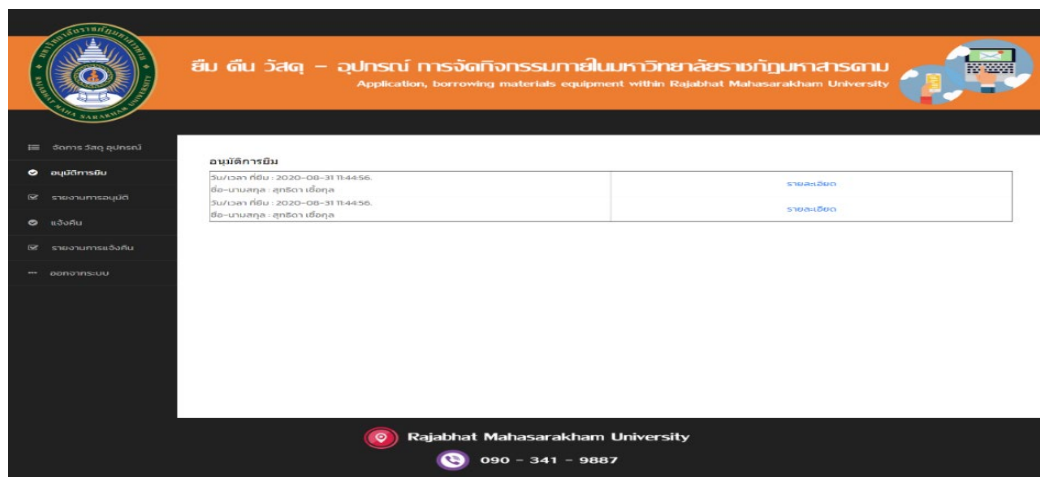 ยืม คืน วัสดุ – อุปกรณ์ การจัดกิจกรรมภายในมหาวิทยาลัยราชภัฏมหาสารคาม
Application, borrowing materials equipment within Rajabhat Mahasarakham University
จัดการ วัสดุ อุปกรณ์
อนุมัติการยืม
รายงานการอนุมัติ
แจ้งคืน
รายงานการแจ้งคืน
ออกจากระบบ
อนุมัติการยืม
วัน/เวลา ที่ยืม : 2020-08-31 11:44:56.
ชื่อ-นามสกุล : สุทธิดา เชื้อกุล
รายละเอียด
วัน/เวลา ที่ยืม : 2020-08-31 11:44:56.
ชื่อ-นามสกุล : สุทธิดา เชื้อกุล
รายละเอียด
Rajabhat Mahasarakham University
090 - 341 - 9887